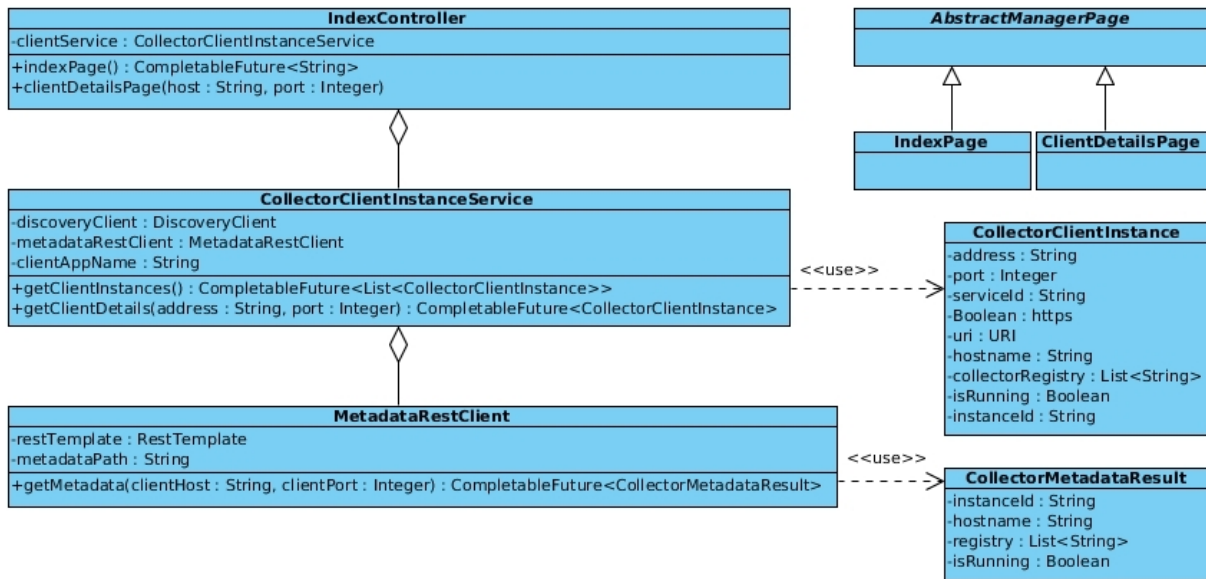 IndexController
-clientService : CollectorClientInstanceService
+indexPage() : CompletableFuture<String>
+clientDetailsPage(host : String, port : Integer)
AbstractManagerPage
IndexPage
ClientDetailsPage
CollectorClientInstanceService
-discoveryClient : DiscoveryClient
-metadataRestClient : MetadataRestClient
-clientAppName : String
+getClientInstances() : CompletableFuture<List<CollectorClientInstance>>
+getClientDetails(address : String, port : Integer) : CompletableFuture<CollectorClientInstance>
<<use>>
CollectorClientInstance
-address : String
-port : Integer
-serviceId : String
-Boolean : https
-uri : URI
-hostname : String
-collectorRegistry : List<String>
-isRunning : Boolean
-instanceId : String
MetadataRestClient
-restTemplate : RestTemplate
-metadataPath : String
+getMetadata(clientHost : String, clientPort : Integer) : CompletableFuture<CollectorMetadataResult>
<<use>>
CollectorMetadataResult
-instanceId : String
-hostname : String
-registry : List<String>
-isRunning : Boolean